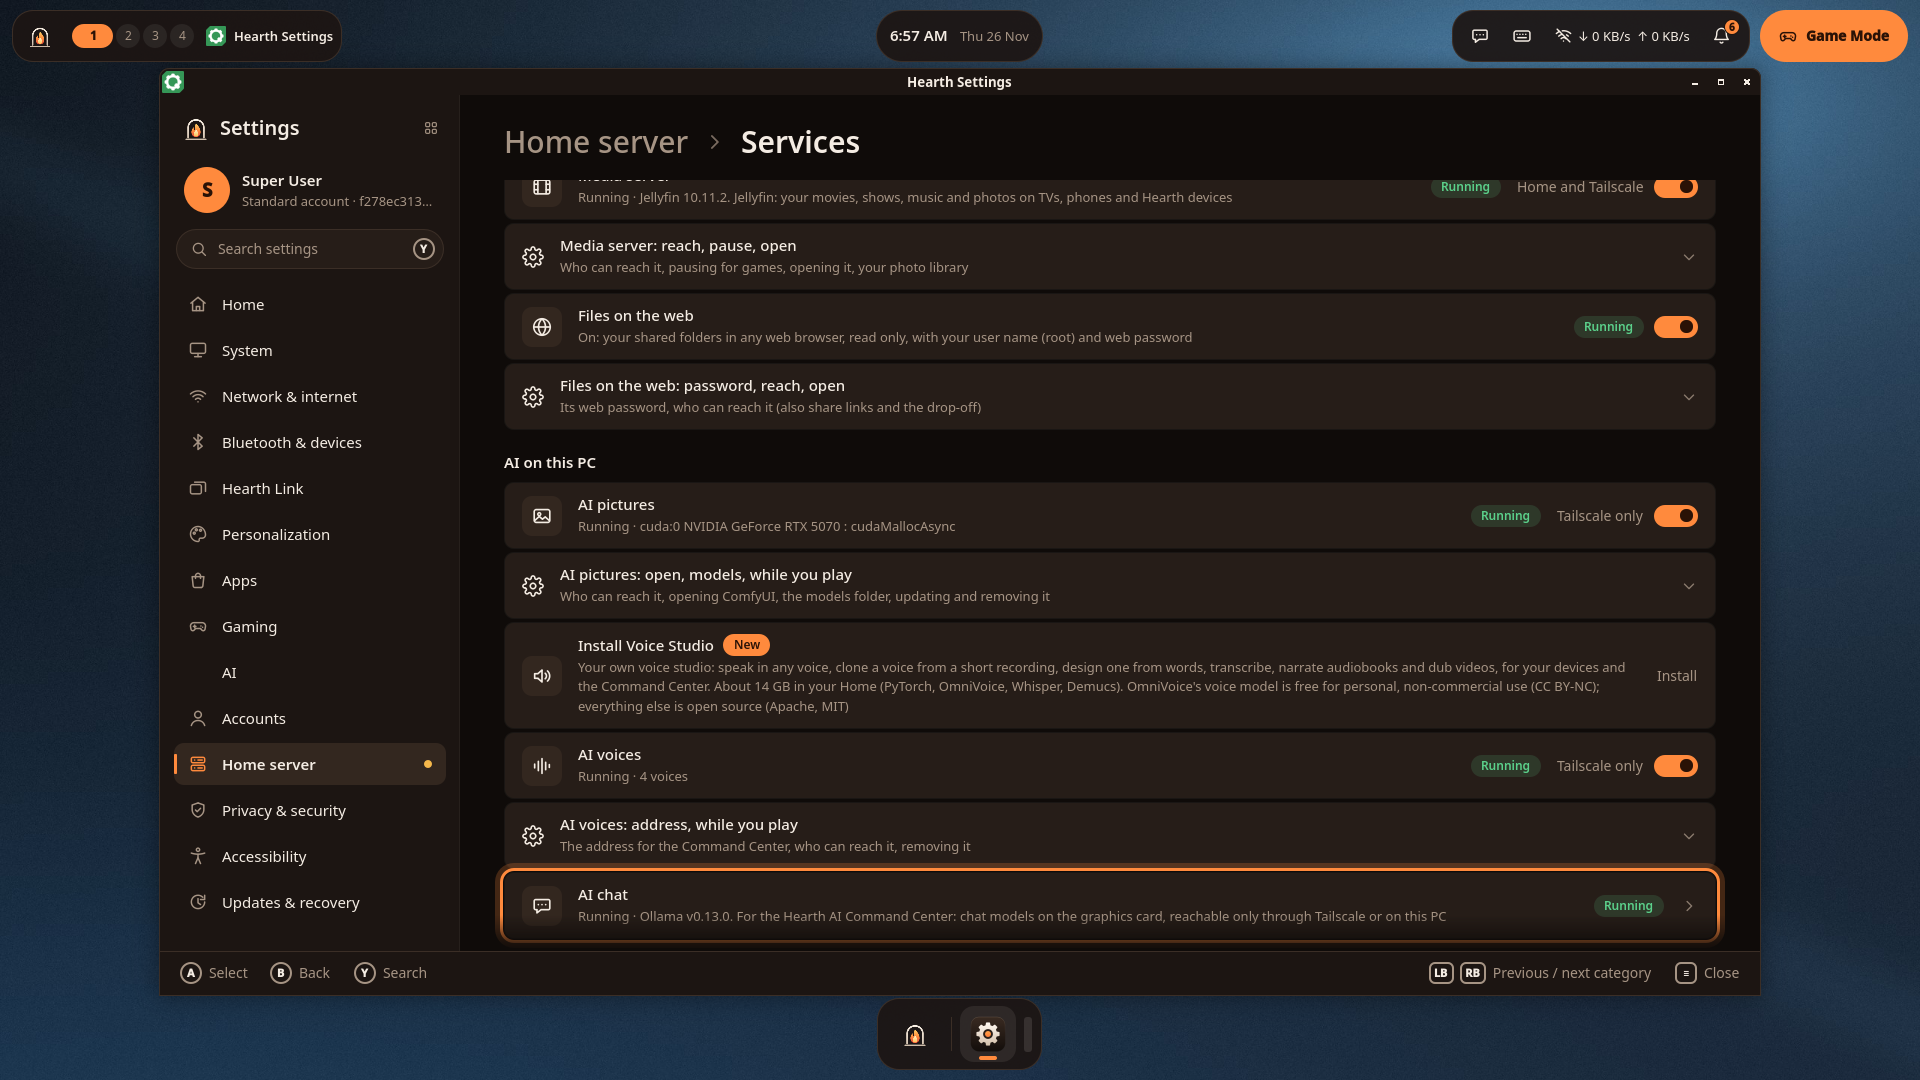 1 2 3 4 Hearth Settings
6:57 AM Thu 26 Nov
↓ 0 KB/s ↑ 0 KB/s
6
Game Mode
Hearth Settings
Settings
S
Super User
Standard account · f278ec313...
Search settings Y
Home
System
Network & internet
Bluetooth & devices
Hearth Link
Personalization
Apps
Gaming
AI
Accounts
Home server
Privacy & security
Accessibility
Updates & recovery
Home server > Services
Running · Jellyfin 10.11.2. Jellyfin: your movies, shows, music and photos on TVs, phones and Hearth devices
Running Home and Tailscale
Media server: reach, pause, open
Who can reach it, pausing for games, opening it, your photo library
Files on the web
On: your shared folders in any web browser, read only, with your user name (root) and web password
Running
Files on the web: password, reach, open
Its web password, who can reach it (also share links and the drop-off)
AI on this PC
AI pictures
Running · cuda:0 NVIDIA GeForce RTX 5070 : cudaMallocAsync
Running Tailscale only
AI pictures: open, models, while you play
Who can reach it, opening ComfyUI, the models folder, updating and removing it
Install Voice Studio New
Your own voice studio: speak in any voice, clone a voice from a short recording, design one from words, transcribe, narrate audiobooks and dub videos, for your devices and
the Command Center. About 14 GB in your Home (PyTorch, OmniVoice, Whisper, Demucs). OmniVoice's voice model is free for personal, non-commercial use (CC BY-NC);
everything else is open source (Apache, MIT)
Install
AI voices
Running · 4 voices
Running Tailscale only
AI voices: address, while you play
The address for the Command Center, who can reach it, removing it
AI chat
Running · Ollama v0.13.0. For the Hearth AI Command Center: chat models on the graphics card, reachable only through Tailscale or on this PC
Running
A Select B Back Y Search
LB RB Previous / next category ≡ Close